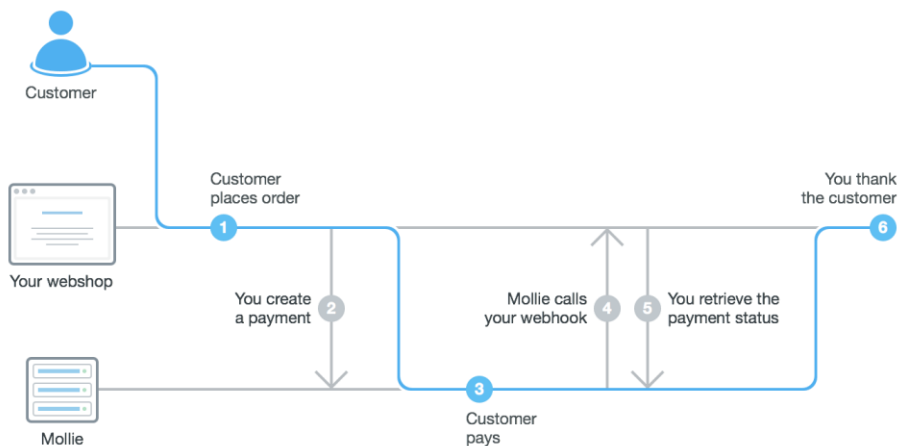 Customer
Customer
places order
1
You thank
the customer
6
Your webshop
You create
a payment
2
Mollie calls
your webhook
4
5
You retrieve the
payment status
3
Customer
pays
Mollie